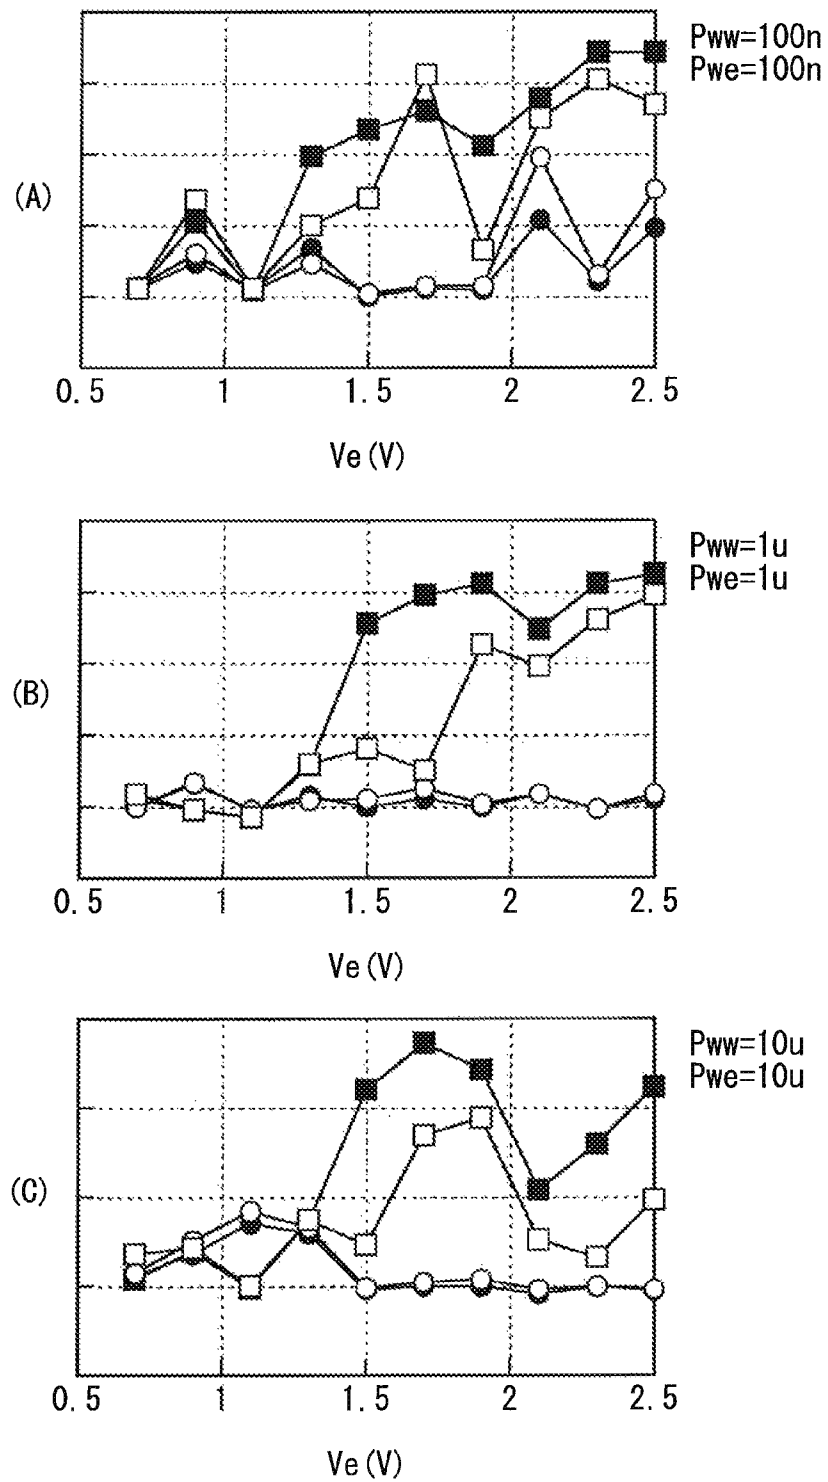 Pww=100n
Pwe=100n
(A)
0.5 1 1.5 2 2.5
Ve(V)
Pww=1u
Pwe=1u
(B)
0.5 1 1.5 2 2.5
Ve(V)
Pww=10u
Pwe=10u
(C)
0.5 1 1.5 2 2.5
Ve(V)